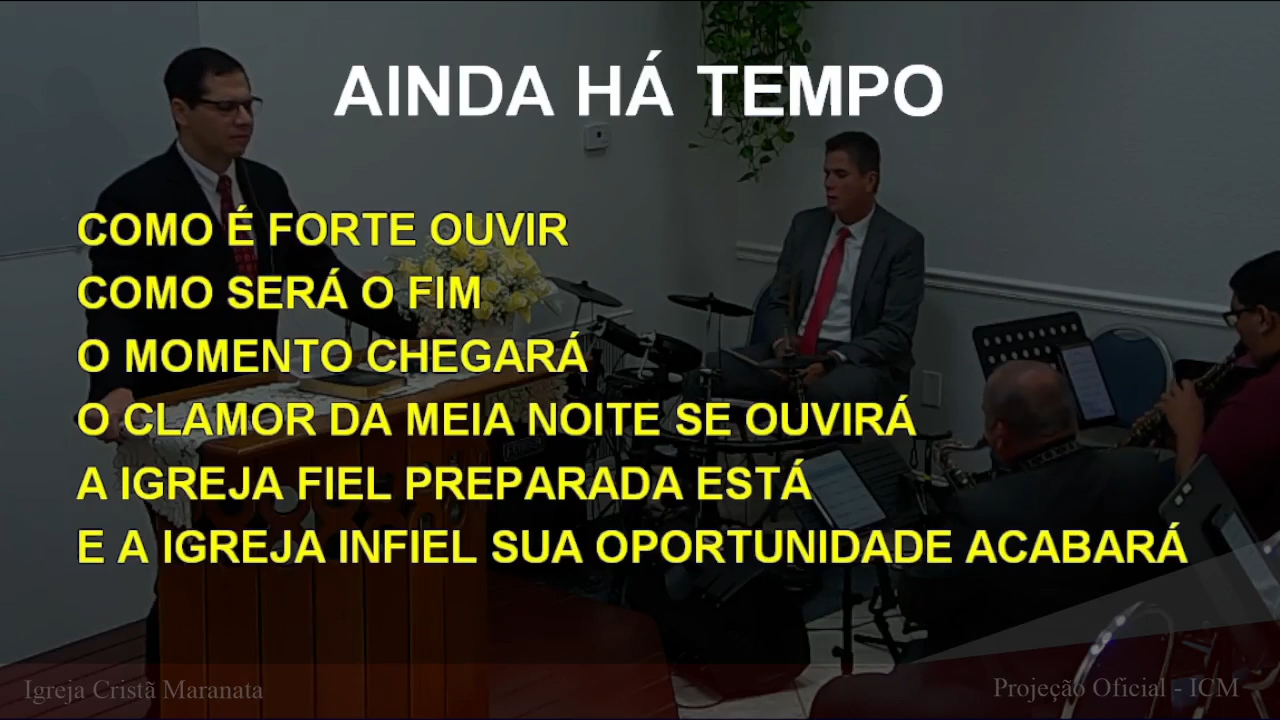 AINDA HÁ TEMPO
COMO É FORTE OUVIR
COMO SERÁ O FIM
O MOMENTO CHEGARÁ
O CLAMOR DA MEIA NOITE SE OUVIRÁ
A IGREJA FIEL PREPARADA ESTÁ
E A IGREJA INFIEL SUA OPORTUNIDADE ACABARÁ
Igreja Cristã Maranata
Projeção Oficial - ICM